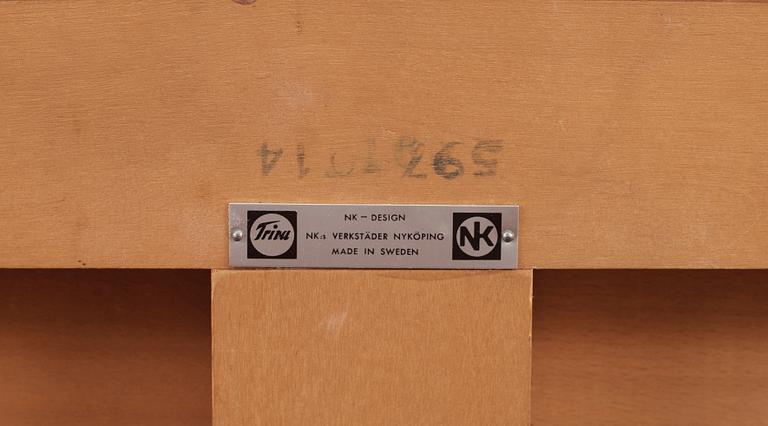 Triva
NK — DESIGN
NK:s VERKSTÄDER NYKÖPING
MADE IN SWEDEN
NK